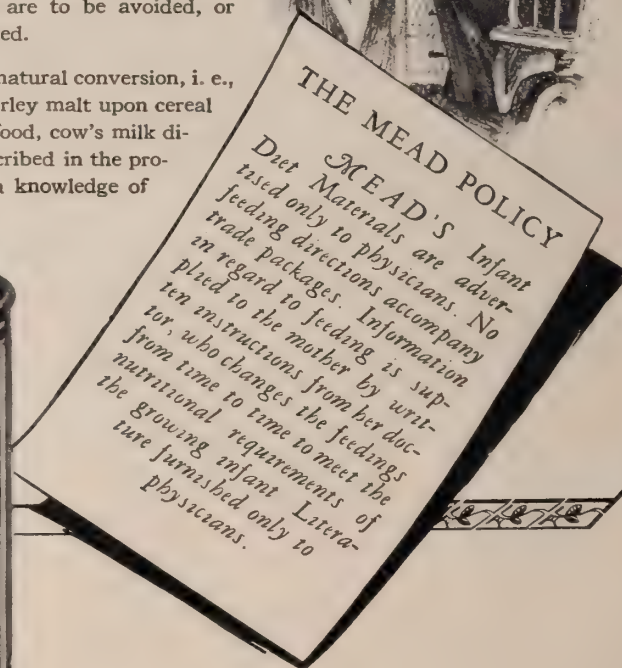 are to be avoided, or
ed.
natural conversion, i. e.,
rley malt upon cereal
food, cow's milk di-
cribed in the pro-
knowledge of
THE MEAD POLICY
MEAD'S Infant
Diet Materials are adver-
tised only to physicians. No
feeding directions accompany
trade packages. Information
in regard to feeding is sup-
plied to the mother by writ-
ten instructions from her doc-
tor, who changes the feedings
from time to time to meet the
nutritional requirements of
the growing infant Litera-
ture furnished only to
physicians.